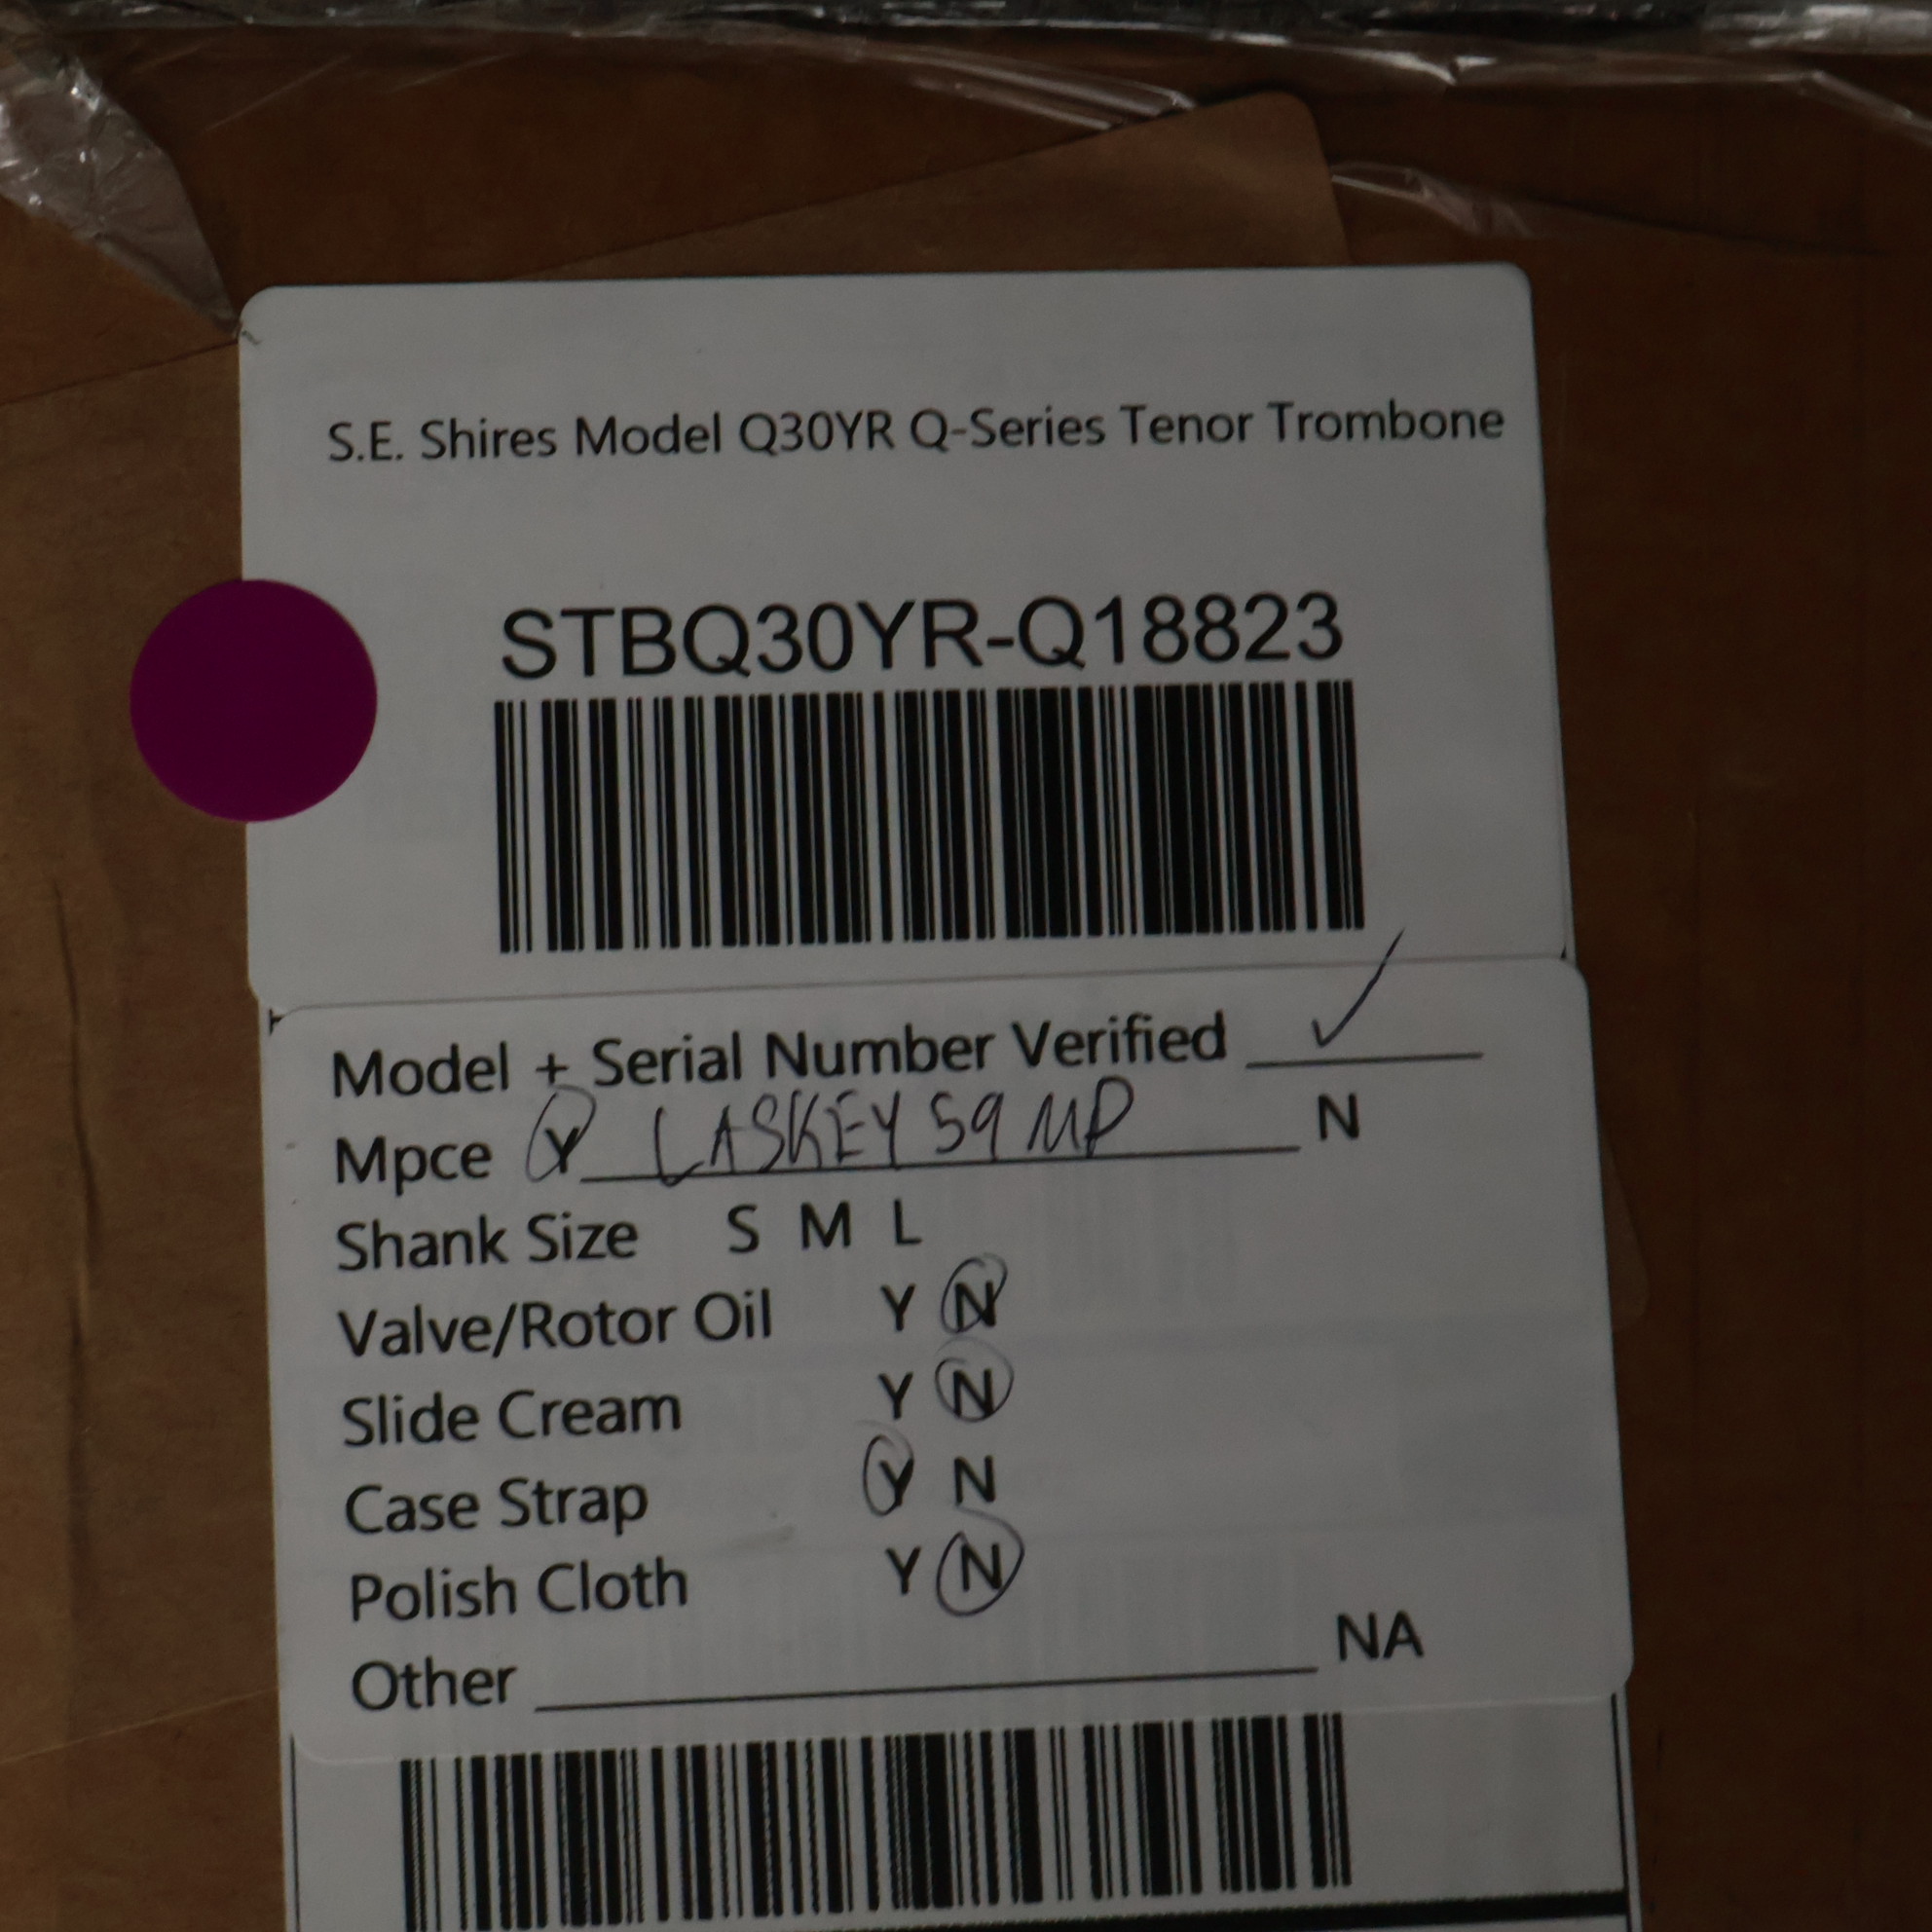 S.E. Shires Model Q30YR Q-Series Tenor Trombone
STBQ30YR-Q18823
Model + Serial Number Verified ✓
Mpce Y LASKEY 59 MD N
Shank Size S M L
Valve/Rotor Oil Y N
Slide Cream Y N
Case Strap Y N
Polish Cloth Y N
Other NA